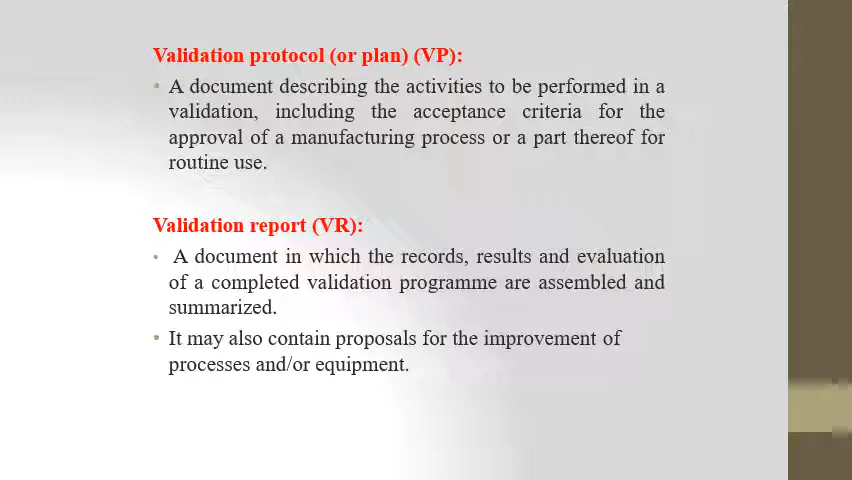 Validation protocol (or plan) (VP):
• A document describing the activities to be performed in a
validation, including the acceptance criteria for the
approval of a manufacturing process or a part thereof for
routine use.
Validation report (VR):
• A document in which the records, results and evaluation
of a completed validation programme are assembled and
summarized.
• It may also contain proposals for the improvement of
processes and/or equipment.